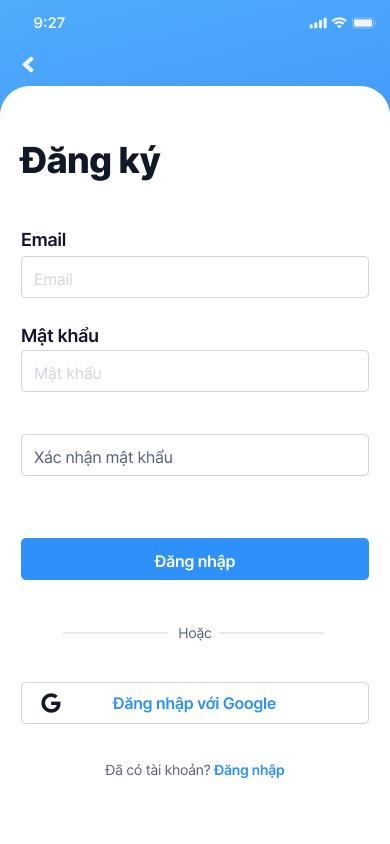 9:27
Đăng ký
Email
Email
Mật khẩu
Mật khẩu
Xác nhận mật khẩu
Đăng nhập
Hoặc
G Đăng nhập với Google
Đã có tài khoản? Đăng nhập